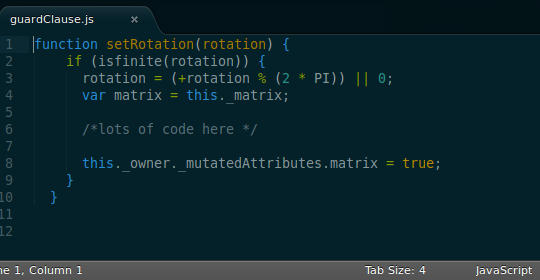 guardClause.js ×
1 function setRotation(rotation) {
2 if (isfinite(rotation)) {
3 rotation = (+rotation % (2 * PI)) || 0;
4 var matrix = this._matrix;
5
6 /*lots of code here */
7
8 this._owner._mutatedAttributes.matrix = true;
9 }
10 }
11
12
ne 1, Column 1 Tab Size: 4 JavaScript